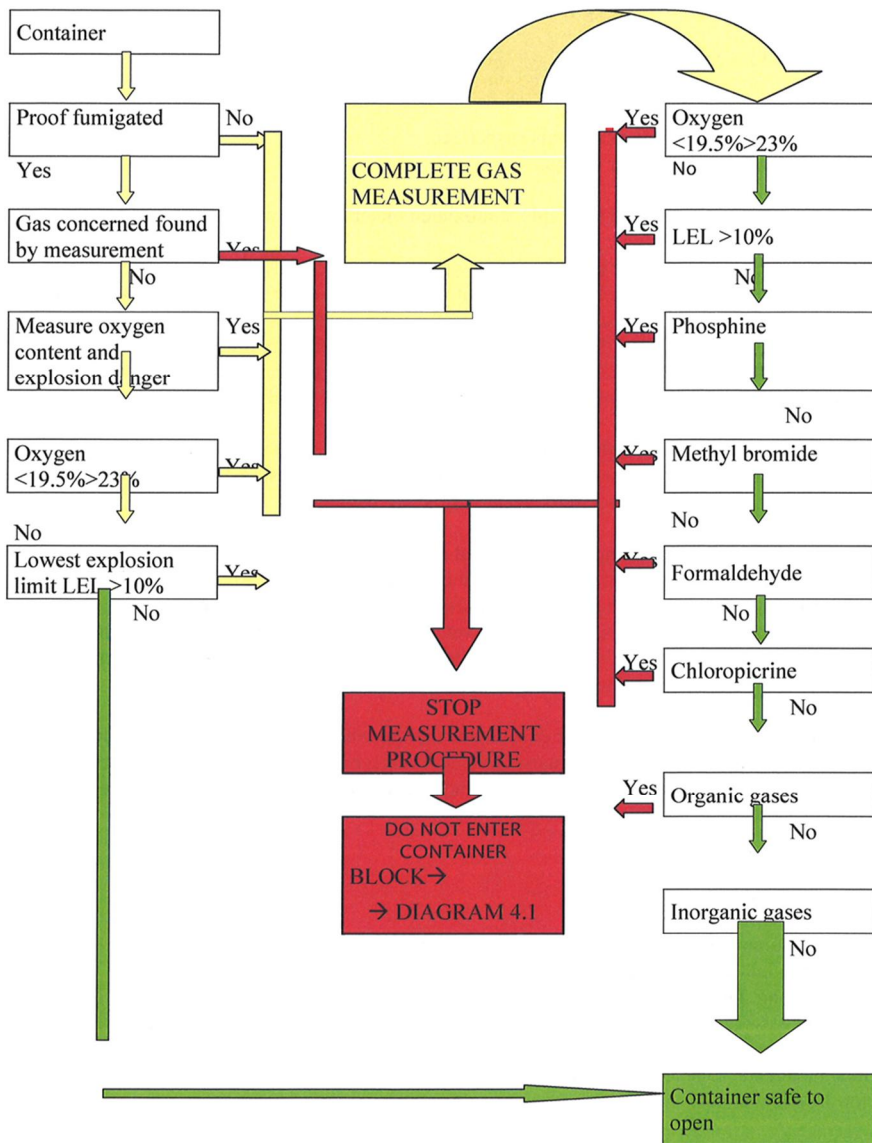 Container
Proof fumigated
No
Yes
Gas concerned found
by measurement
Yes
No
Measure oxygen
content and
explosion danger
Yes
Oxygen
<19.5%>23%
Yes
No
Lowest explosion
limit LEL >10%
Yes
No
COMPLETE GAS
MEASUREMENT
STOP
MEASUREMENT
PROCEDURE
DO NOT ENTER
CONTAINER
BLOCK→
→ DIAGRAM 4.1
Yes
Oxygen
<19.5%>23%
No
Yes
LEL >10%
No
Yes
Phosphine
No
Yes
Methyl bromide
No
Yes
Formaldehyde
No
Yes
Chloropicrine
No
Yes
Organic gases
No
Inorganic gases
No
Container safe to
open